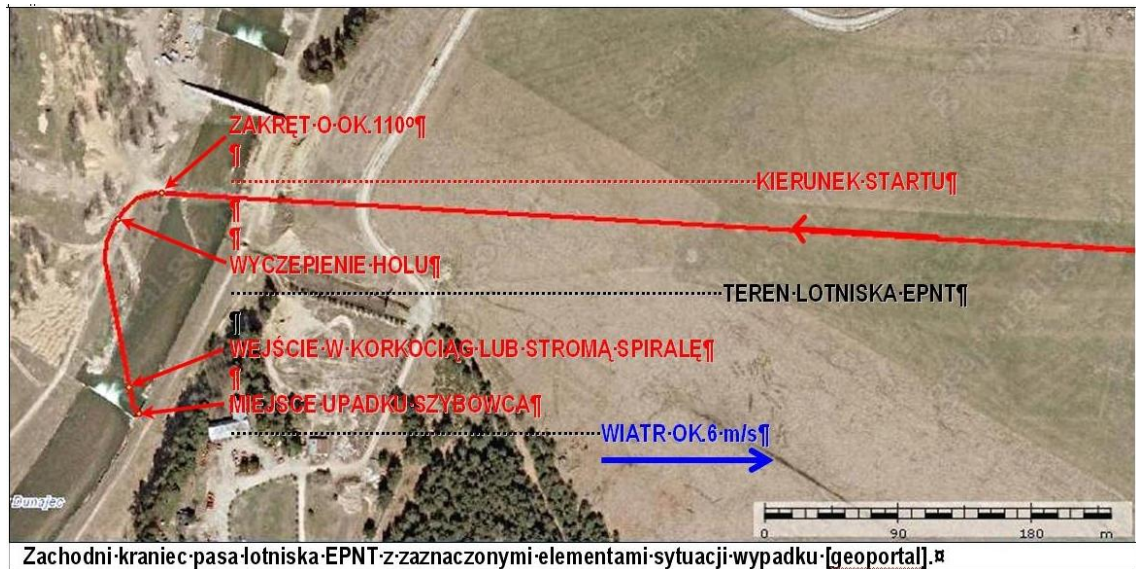 ZAKRĘT·O·OK.110º¶
¶
KIERUNEK·STARTU¶
¶
¶
WYCZEPIENIE·HOLU¶
TEREN·LOTNISKA·EPNT¶
¶
WEJŚCIE·W·KORKOCIĄG·LUB·STROMĄ·SPIRALĘ¶
¶
MIEJSCE·UPADKU·SZYBOWCA¶
WIATR·OK.6·m/s¶
Dunajec
0 90 180 m
Zachodni·kraniec·pasa·lotniska·EPNT·z·zaznaczonymi·elementami·sytuacji·wypadku·[geoportal].¤